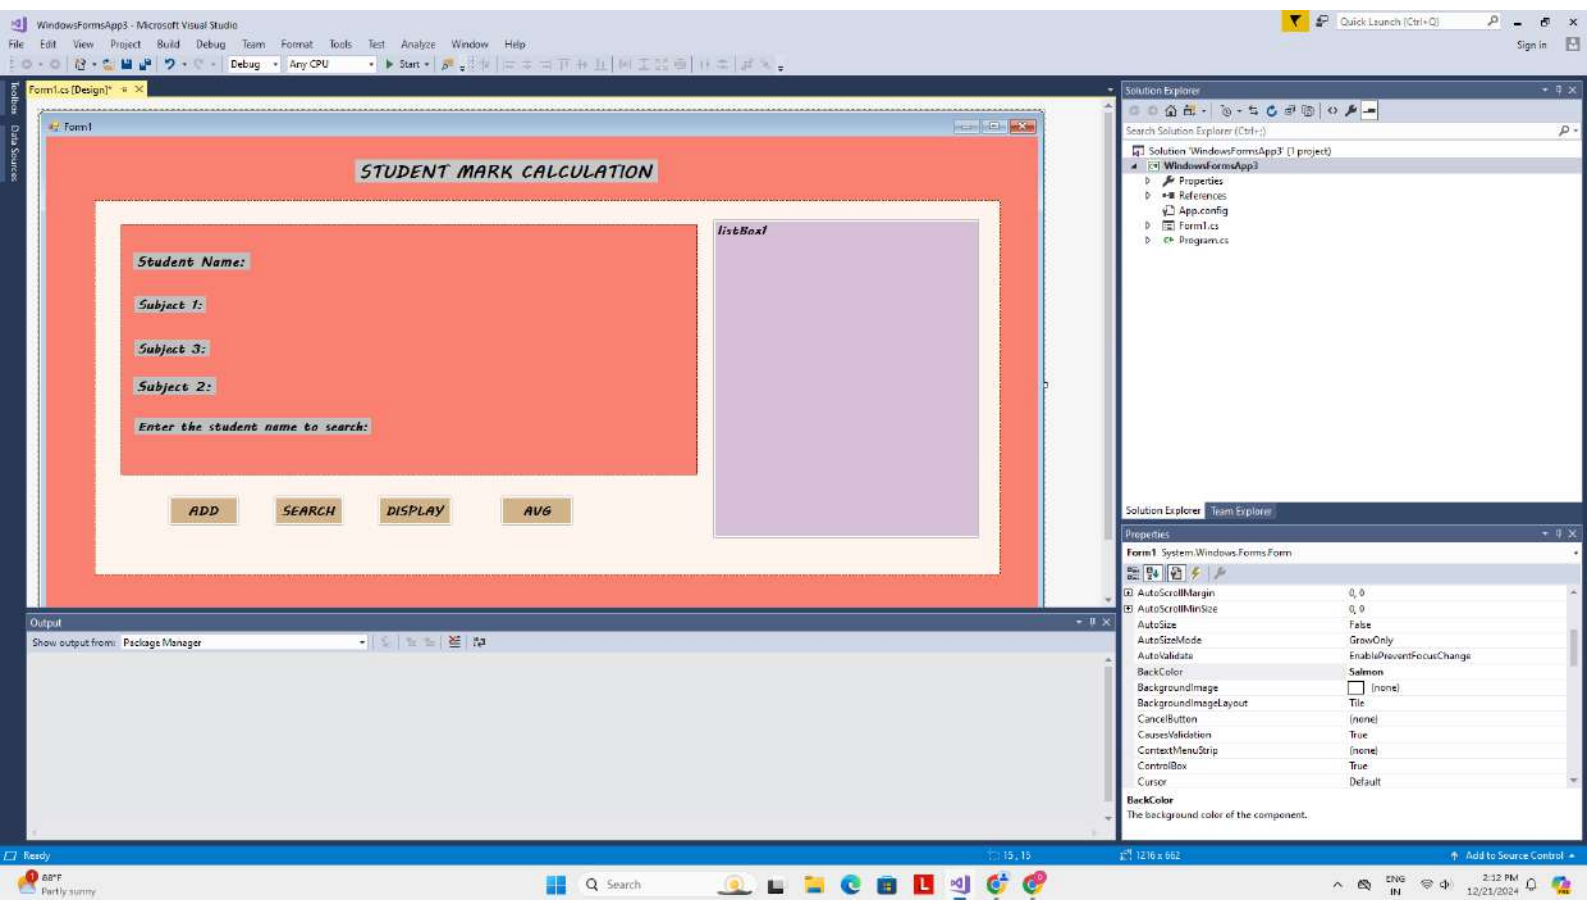 WindowsFormsApp3 - Microsoft Visual Studio
Quick Launch (Ctrl+Q)
File Edit View Project Build Debug Team Format Tools Test Analyze Window Help
Sign in
Debug Any CPU Start
Toolbox
Data Sources
Form1.cs [Design]*
Form1
STUDENT MARK CALCULATION
listBox1
Student Name:
Subject 1:
Subject 3:
Subject 2:
Enter the student name to search:
ADD SEARCH DISPLAY AVG
Output
Show output from: Package Manager
Solution Explorer
Search Solution Explorer (Ctrl+;)
Solution 'WindowsFormsApp3' (1 project)
WindowsFormsApp3
Properties
References
App.config
Form1.cs
Program.cs
Solution Explorer Team Explorer
Properties
Form1 System.Windows.Forms.Form
AutoScrollMargin 0, 0
AutoScrollMinSize 0, 0
AutoSize False
AutoSizeMode GrowOnly
AutoValidate EnablePreventFocusChange
BackColor Salmon
BackgroundImage (none)
BackgroundImageLayout Tile
CancelButton (none)
CausesValidation True
ContextMenuStrip (none)
ControlBox True
Cursor Default
BackColor
The background color of the component.
Ready 15, 15 1216 x 662 Add to Source Control
1
88°F
Partly sunny
Search
ENG
IN
2:12 PM
12/21/2024